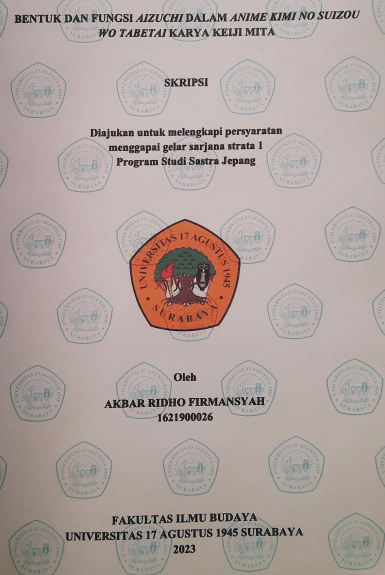 BENTUK DAN FUNGSI AIZUCHI DALAM ANIME KIMI NO SUIZOU
WO TABETAI KARYA KEIJI MITA
SKRIPSI
Diajukan untuk melengkapi persyaratan
menggapai gelar sarjana strata 1
Program Studi Sastra Jepang
UNIVERSITAS 17 AGUSTUS 1945
SURABAYA
Oleh
AKBAR RIDHO FIRMANSYAH
1621900026
FAKULTAS ILMU BUDAYA
UNIVERSITAS 17 AGUSTUS 1945 SURABAYA
2023